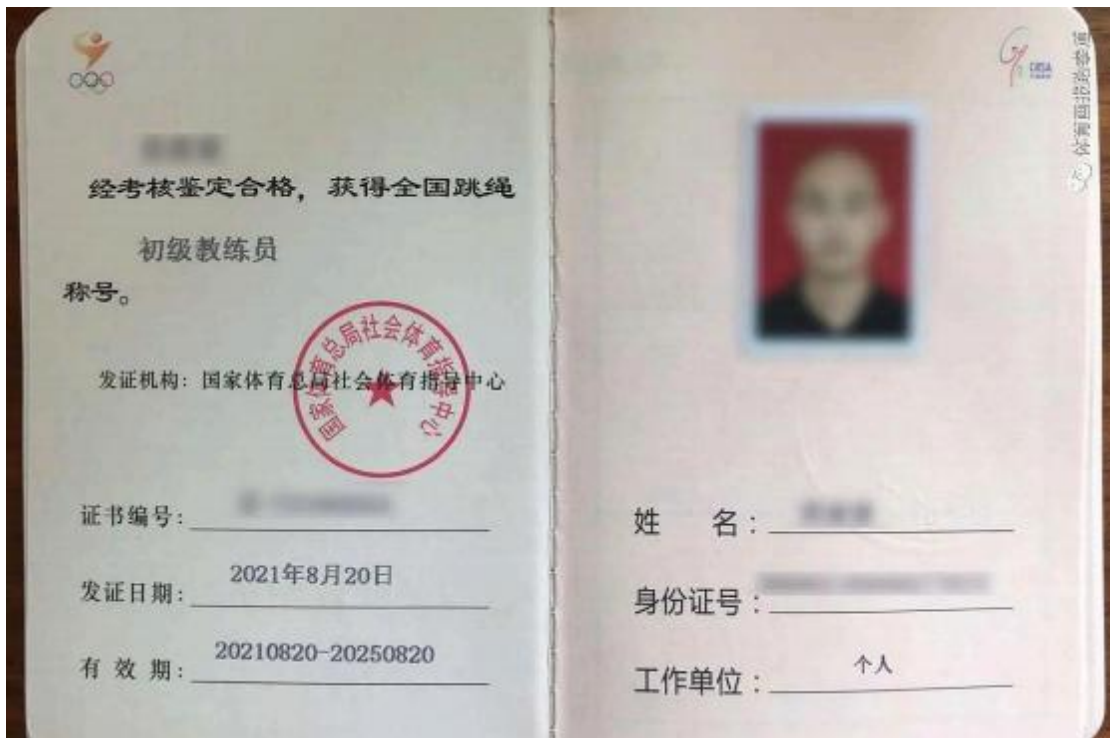 经考核鉴定合格，获得全国跳绳
初级教练员
称号。
发证机构：国家体育总局社会体育指导中心
国家体育总局社会体育指导中心
证书编号：
发证日期：2021年8月20日
有 效 期：20210820-20250820
姓 名：
身份证号：
工作单位：个人